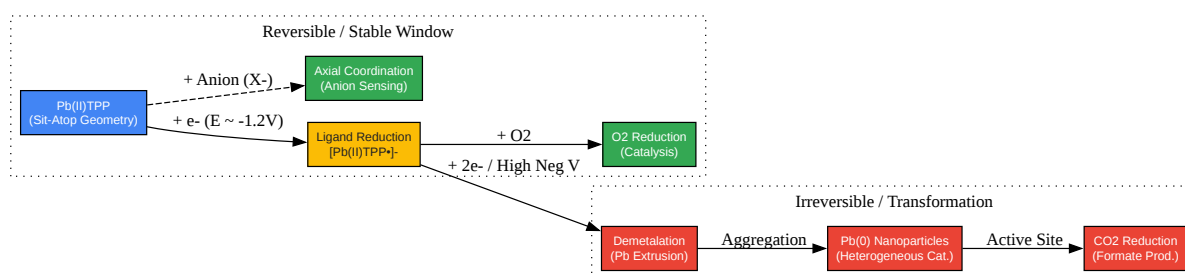 Reversible / Stable Window
+ Anion (X-)
Axial Coordination
(Anion Sensing)
Pb(II)TPP
(Sit-Atop Geometry)
+ e- (E ~ -1.2V)
Ligand Reduction
[Pb(II)TPP•]-
+ O2
O2 Reduction
(Catalysis)
+ 2e- / High Neg V
Irreversible / Transformation
Demetalation
(Pb Extrusion)
Aggregation
Pb(0) Nanoparticles
(Heterogeneous Cat.)
Active Site
CO2 Reduction
(Formate Prod.)